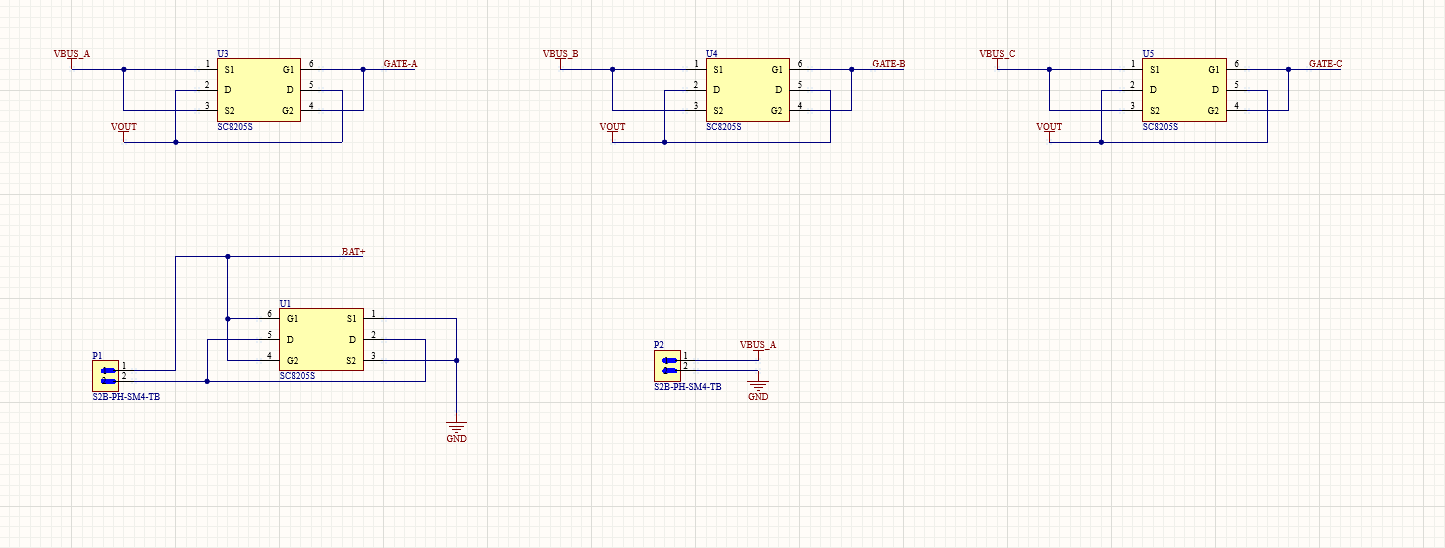 VBUS_A
U3
1 S1 G1 6
GATE-A
2 D D 5
3 S2 G2 4
VOUT
SC8205S
VBUS_B
U4
1 S1 G1 6
GATE-B
2 D D 5
3 S2 G2 4
VOUT
SC8205S
VBUS_C
U5
1 S1 G1 6
GATE-C
2 D D 5
3 S2 G2 4
VOUT
SC8205S
BAT+
U1
6 G1 S1 1
5 D D 2
4 G2 S2 3
SC8205S
P1
1
2
S2B-PH-SM4-TB
GND
P2
1
2
S2B-PH-SM4-TB
VBUS_A
GND